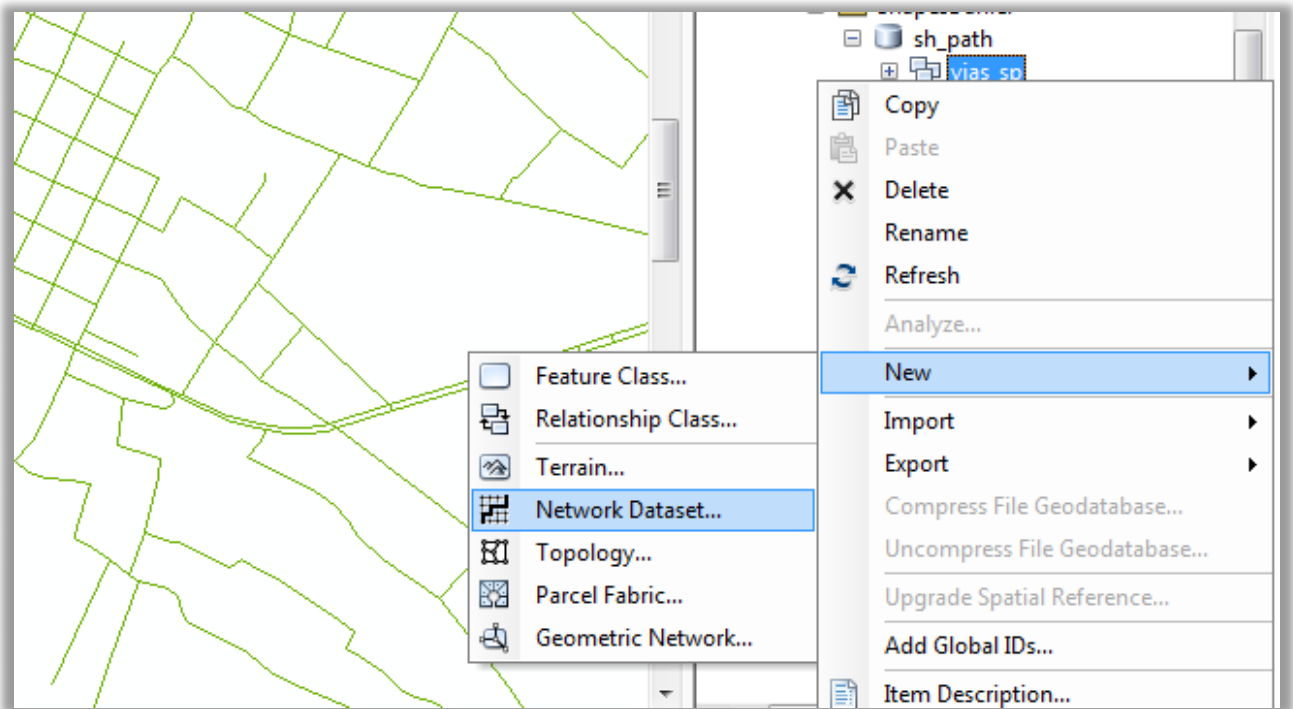 sh_path
vias_sp
Copy
Paste
Delete
Rename
Refresh
Analyze...
New
Import
Export
Compress File Geodatabase...
Uncompress File Geodatabase...
Upgrade Spatial Reference...
Add Global IDs...
Item Description...
Feature Class...
Relationship Class...
Terrain...
Network Dataset...
Topology...
Parcel Fabric...
Geometric Network...